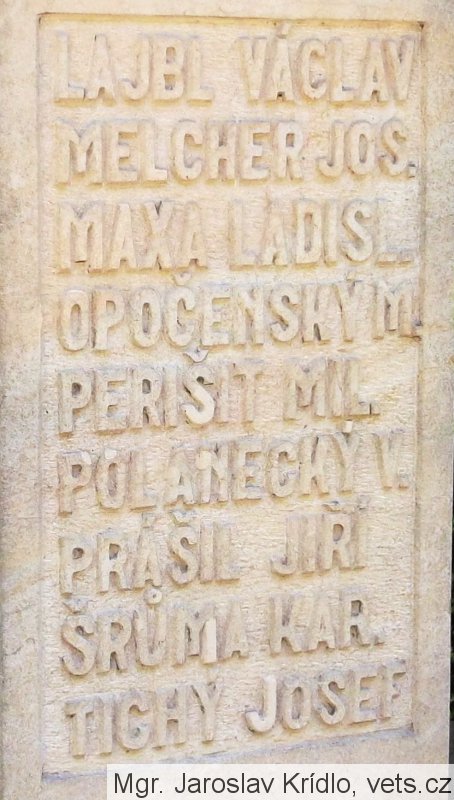 LAJBL VÁCLAV
MELCHER JOS.
MAXA LADISL.
OPOČENSKÝ M.
PERIŠIT MIL.
POLANECKÝ V.
PRÁŠIL JIŘÍ
ŠRŮMA KAR.
TICHÝ JOSEF
Mgr. Jaroslav Krídlo, vets.cz